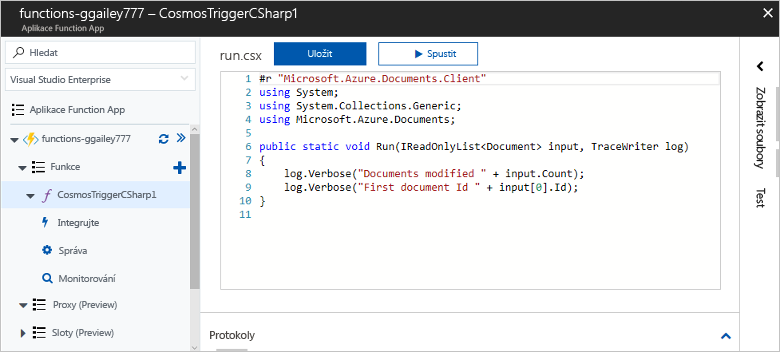 functions-ggailey777 – CosmosTriggerCSharp1
Aplikace Function App
Hledat
Visual Studio Enterprise
Aplikace Function App
functions-ggailey777
Funkce
CosmosTriggerCSharp1
Integrujte
Správa
Monitorování
Proxy (Preview)
Sloty (Preview)
run.csx
Uložit
Spustit
1 #r "Microsoft.Azure.Documents.Client"
2 using System;
3 using System.Collections.Generic;
4 using Microsoft.Azure.Documents;
5
6 public static void Run(IReadOnlyList<Document> input, TraceWriter log)
7 {
8 log.Verbose("Documents modified " + input.Count);
9 log.Verbose("First document Id " + input[0].Id);
10 }
11
Protokoly
Zobrazit soubory
Test